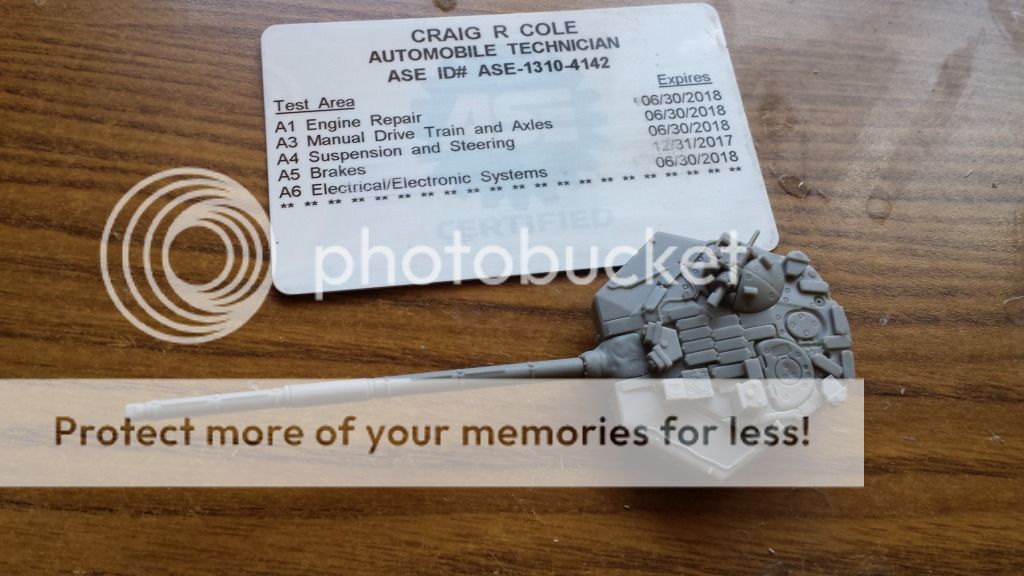 CRAIG R COLE
AUTOMOBILE TECHNICIAN
ASE ID# ASE-1310-4142
Test Area Expires
A1 Engine Repair 06/30/2018
A3 Manual Drive Train and Axles 06/30/2018
A4 Suspension and Steering 06/30/2018
A5 Brakes 12/31/2017
A6 Electrical/Electronic Systems 06/30/2018
** ** ** ** ** ** ** ** ** ** ** ** ** ** ** ** ** ** ** **
ASE
CERTIFIED
photobucket
Protect more of your memories for less!